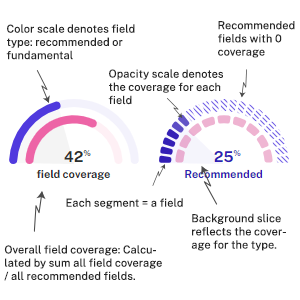 Color scale denotes field
type: recommended or
fundamental
Recommended
fields with 0
coverage
Opacity scale denotes
the coverage for each
field
42%
field coverage
25%
Recommended
Each segment = a field
Background slice
reflects the cover-
age for the type.
Overall field coverage: Calcu-
lated by sum all field coverage
/ all recommended fields.